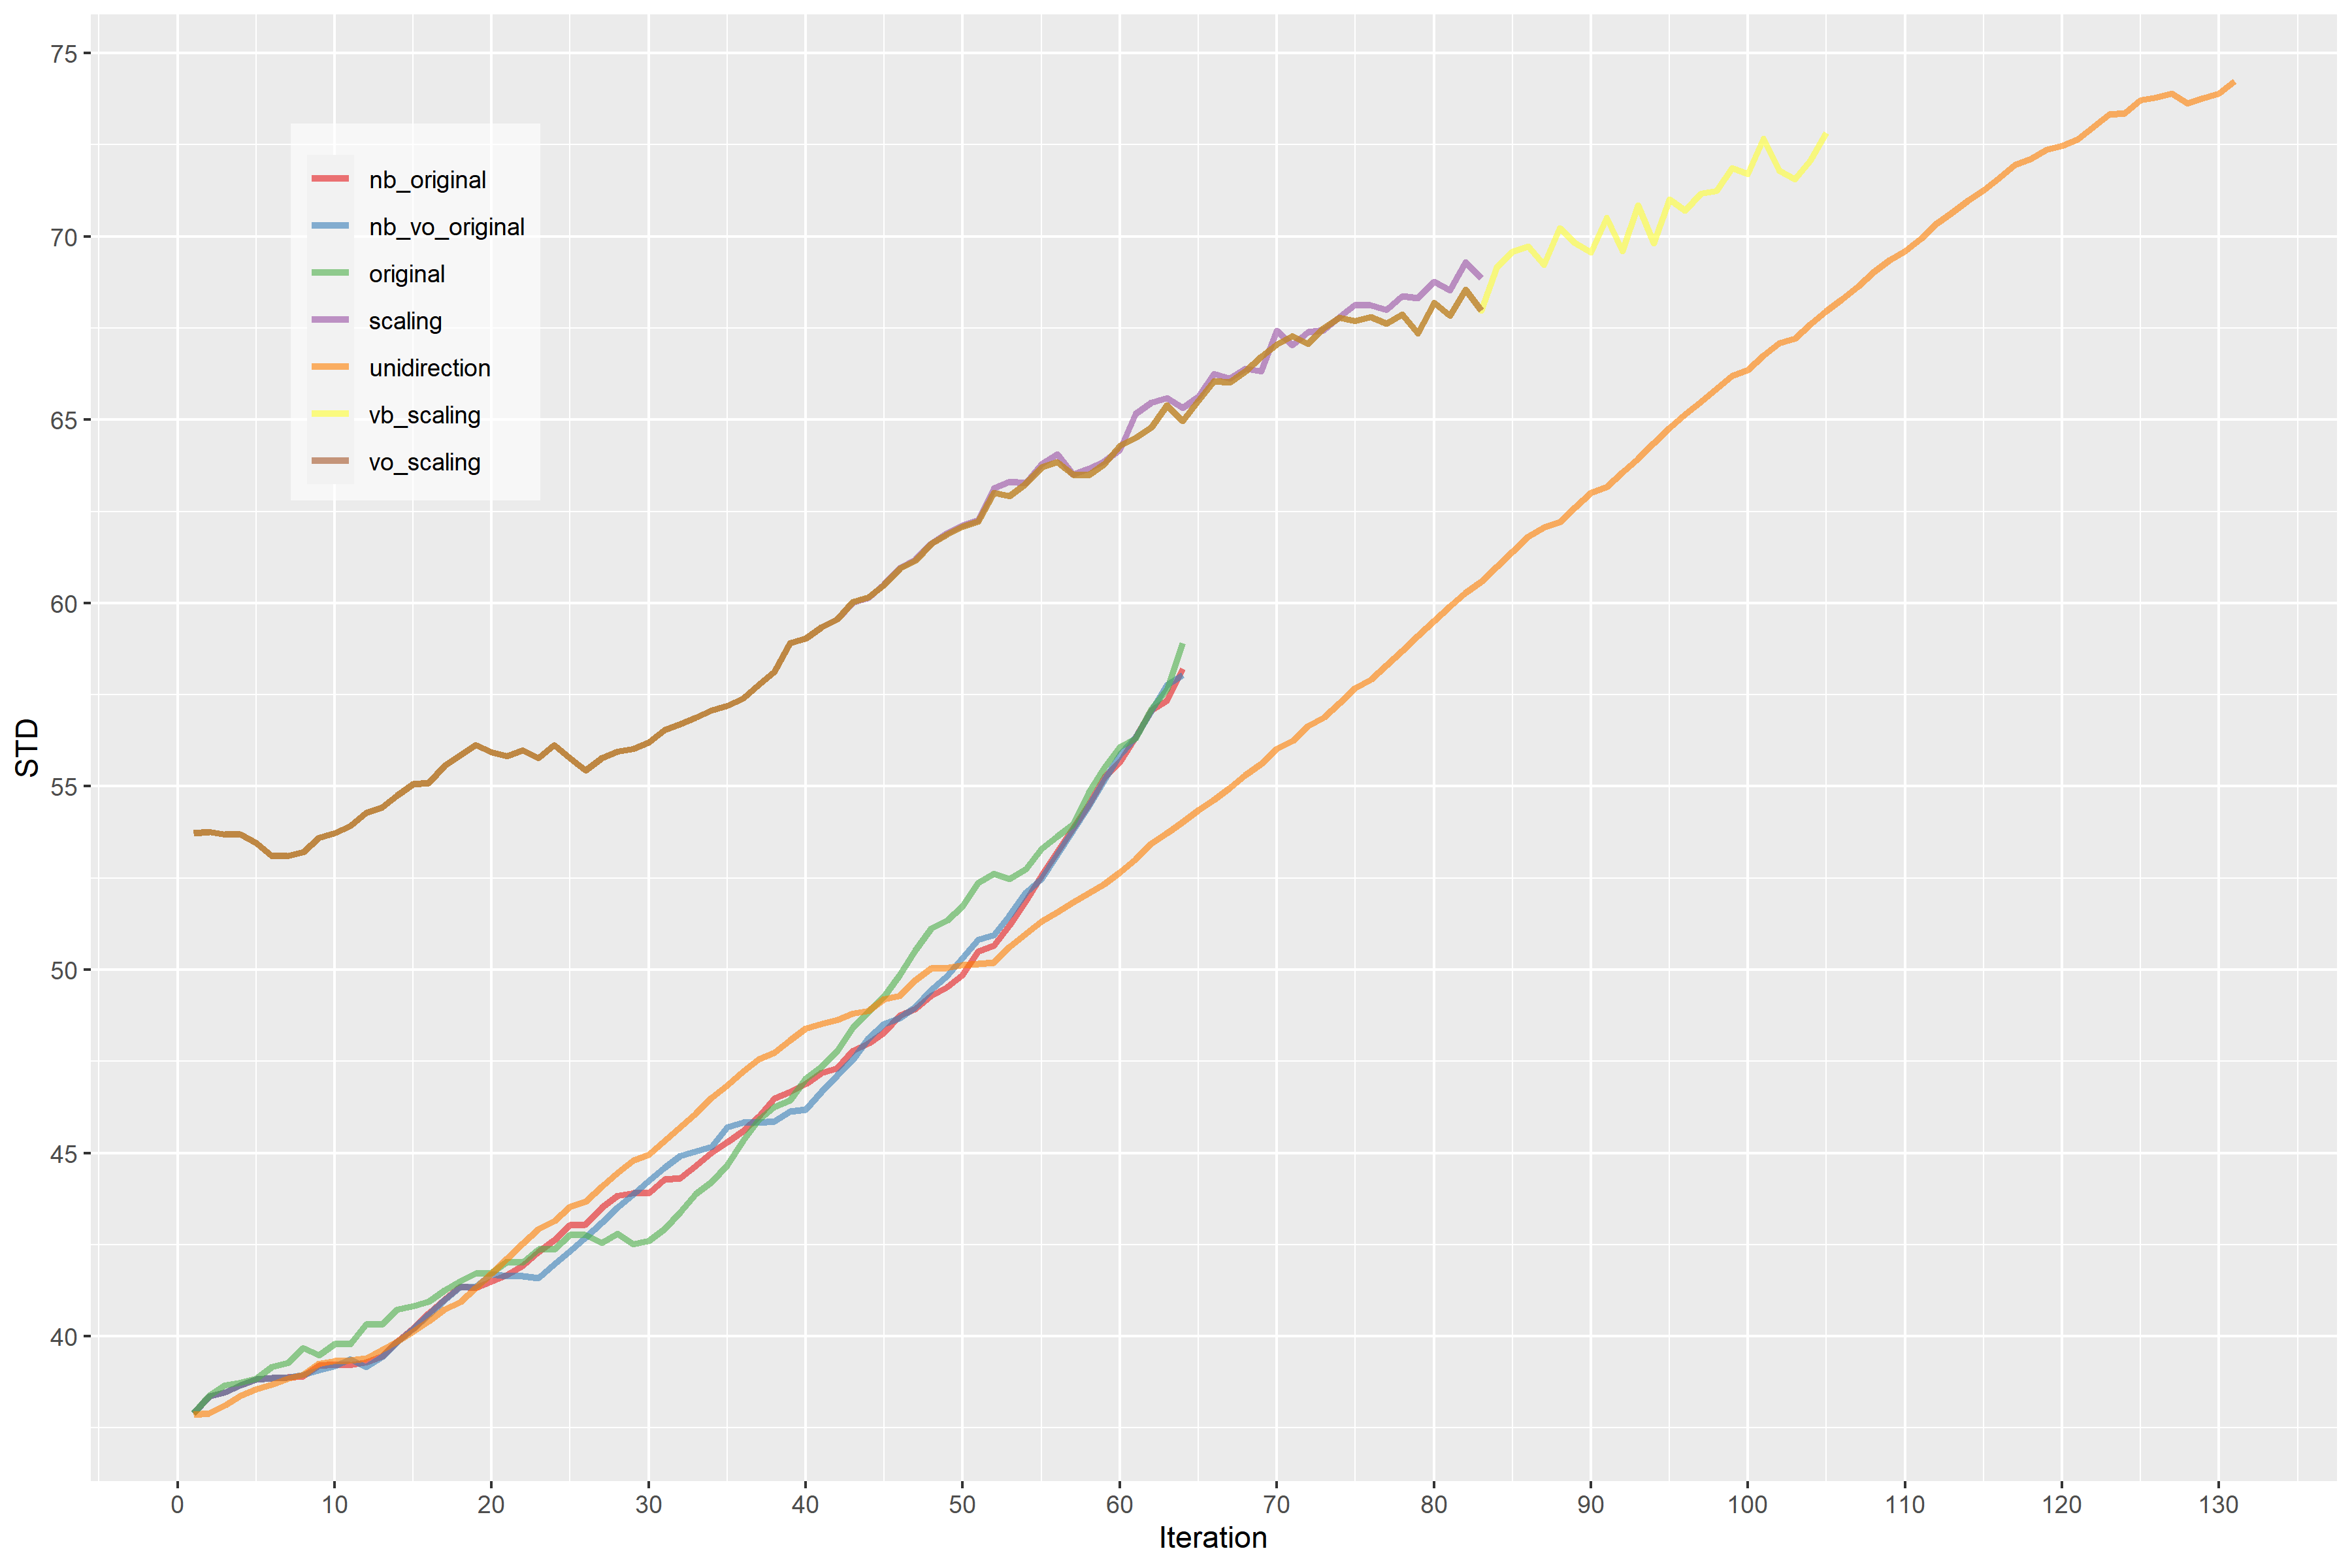 75
70
65
60
55
50
45
40
STD
nb_original
nb_vo_original
original
scaling
unidirection
vb_scaling
vo_scaling
0 10 20 30 40 50 60 70 80 90 100 110 120 130
Iteration